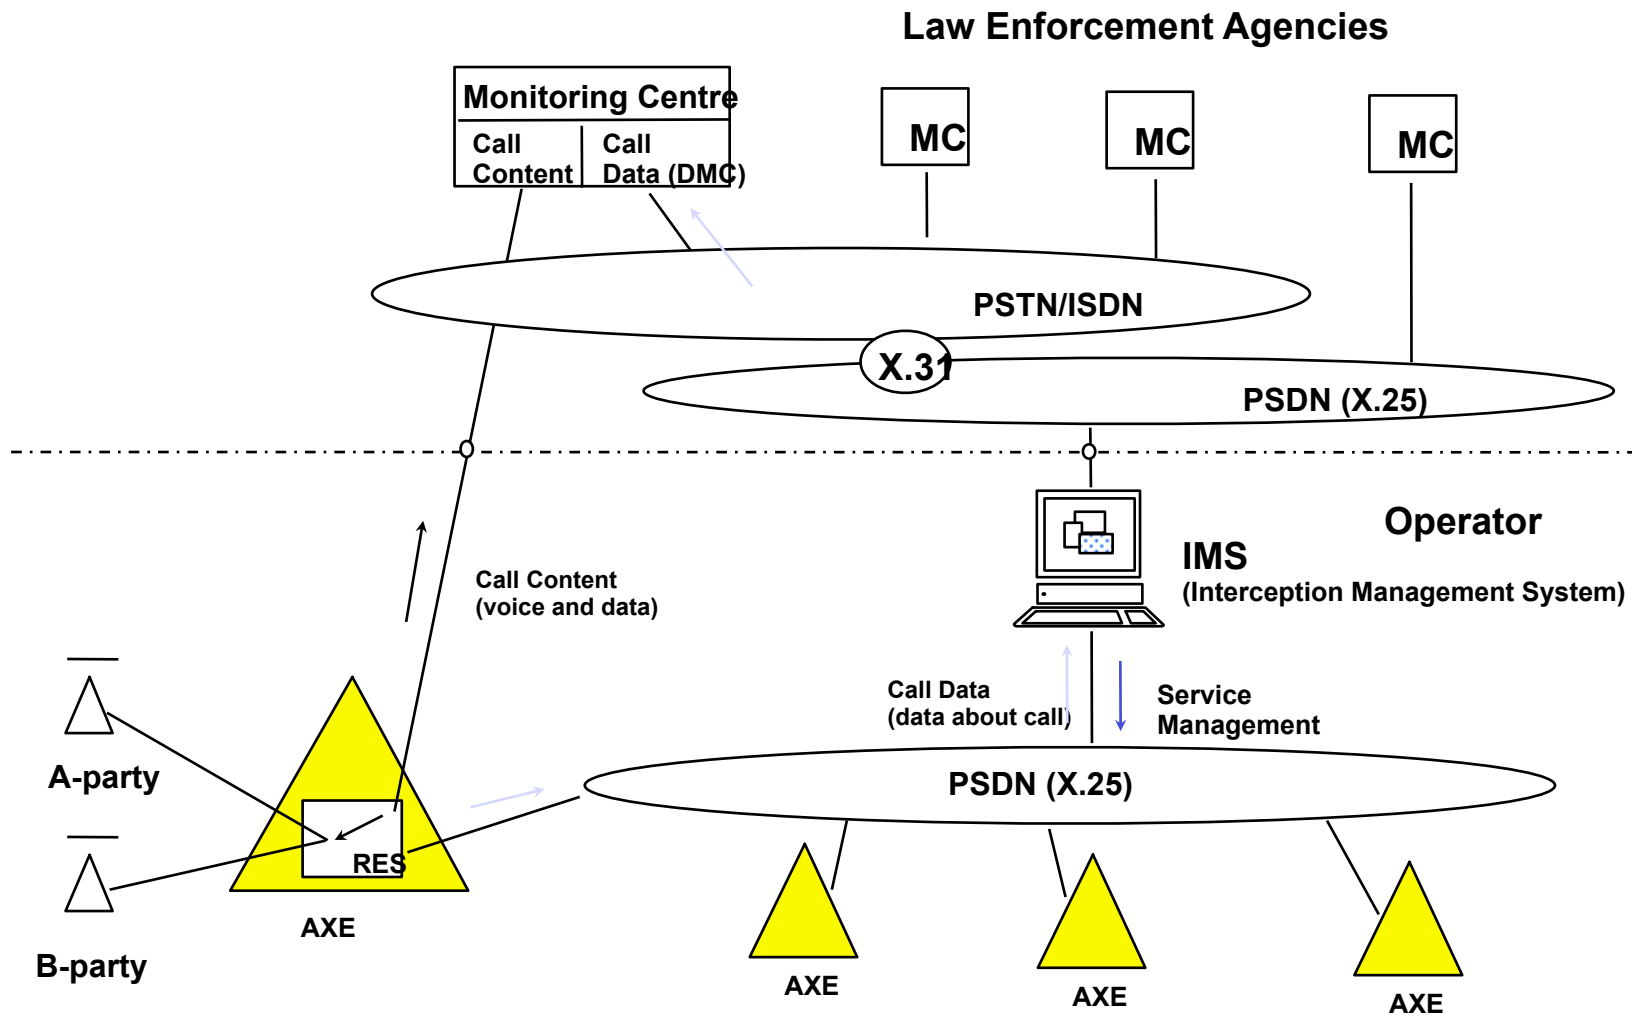 Law Enforcement Agencies
Monitoring Centre
Call
Content
Call
Data (DMC)
MC
MC
MC
PSTN/ISDN
X.31
PSDN (X.25)
Operator
IMS
(Interception Management System)
Call Content
(voice and data)
Call Data
(data about call)
Service
Management
A-party
PSDN (X.25)
RES
AXE
B-party
AXE
AXE
AXE